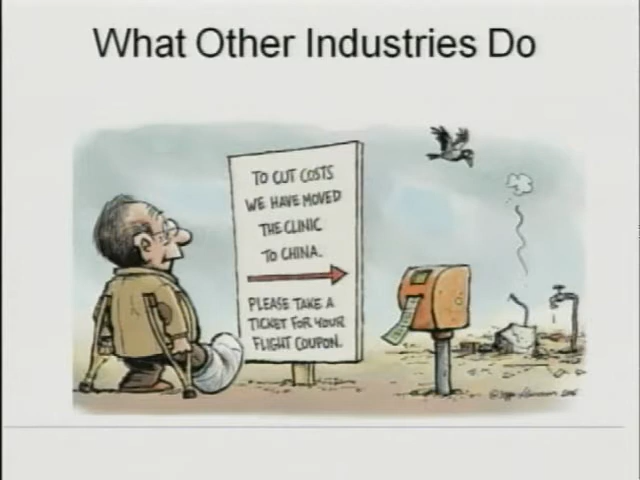 What Other Industries Do
TO CUT COSTS
WE HAVE MOVED
THE CLINIC
TO CHINA.
PLEASE TAKE A
TICKET FOR YOUR
FLIGHT COUPON.